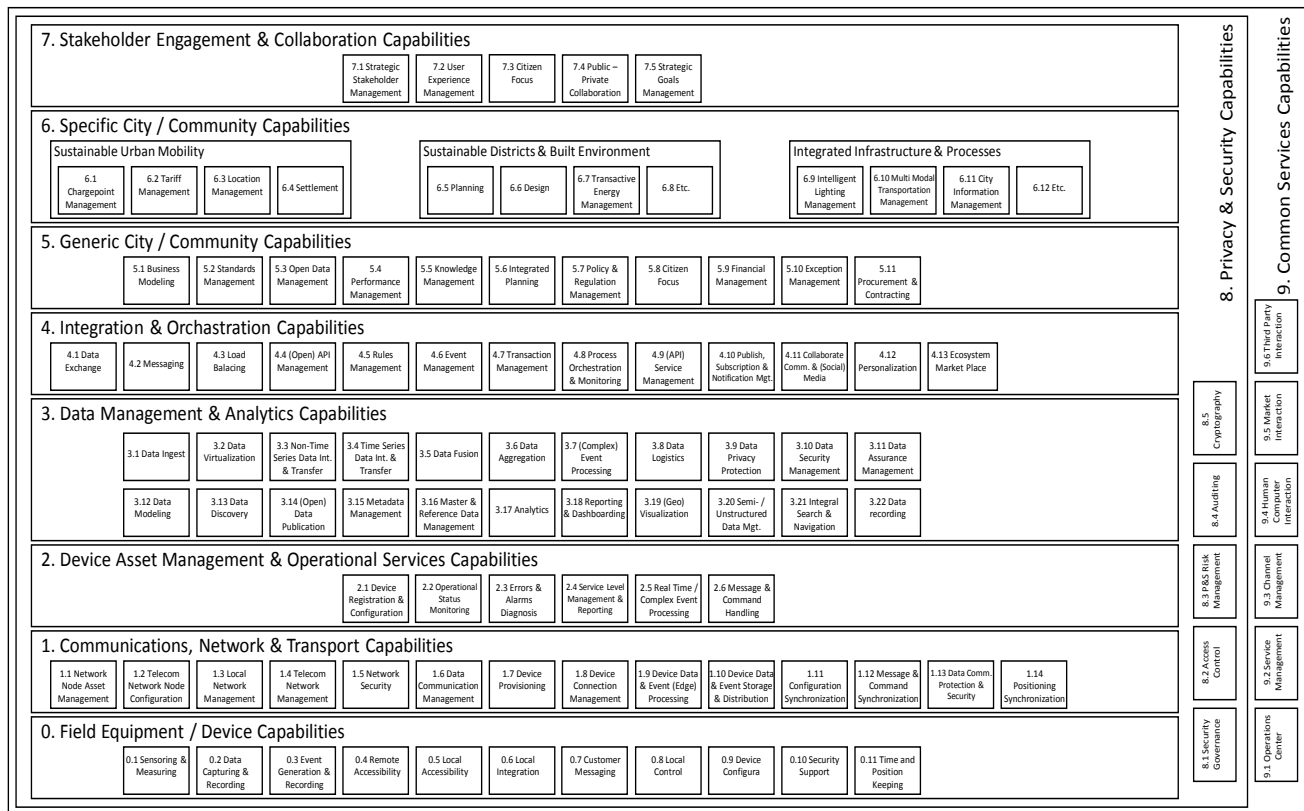 7. Stakeholder Engagement & Collaboration Capabilities
7.1 Strategic
Stakeholder
Management
7.2 User
Experience
Management
7.3 Citizen
Focus
7.4 Public –
Private
Collaboration
7.5 Strategic
Goals
Management
6. Specific City / Community Capabilities
Sustainable Urban Mobility
6.1
Chargepoint
Management
6.2 Tariff
Management
6.3 Location
Management
6.4 Settlement
Sustainable Districts & Built Environment
6.5 Planning
6.6 Design
6.7 Transactive
Energy
Management
6.8 Etc.
Integrated Infrastructure & Processes
6.9 Intelligent
Lighting
Management
6.10 Multi Modal
Transportation
Management
6.11 City
Information
Management
6.12 Etc.
5. Generic City / Community Capabilities
5.1 Business
Modeling
5.2 Standards
Management
5.3 Open Data
Management
5.4
Performance
Management
5.5 Knowledge
Management
5.6 Integrated
Planning
5.7 Policy &
Regulation
Management
5.8 Citizen
Focus
5.9 Financial
Management
5.10 Exception
Management
5.11
Procurement &
Contracting
4. Integration & Orchastration Capabilities
4.1 Data
Exchange
4.2 Messaging
4.3 Load
Balacing
4.4 (Open) API
Management
4.5 Rules
Management
4.6 Event
Management
4.7 Transaction
Management
4.8 Process
Orchestration
& Monitoring
4.9 (API)
Service
Management
4.10 Publish,
Subscription &
Notification Mgt.
4.11 Collaborate
Comm. & (Social)
Media
4.12
Personalization
4.13 Ecosystem
Market Place
3. Data Management & Analytics Capabilities
3.1 Data Ingest
3.2 Data
Virtualization
3.3 Non-Time
Series Data Int.
& Transfer
3.4 Time Series
Data Int. &
Transfer
3.5 Data Fusion
3.6 Data
Aggregation
3.7 (Complex)
Event
Processing
3.8 Data
Logistics
3.9 Data
Privacy
Protection
3.10 Data
Security
Management
3.11 Data
Assurance
Management
3.12 Data
Modeling
3.13 Data
Discovery
3.14 (Open)
Data
Publication
3.15 Metadata
Management
3.16 Master &
Reference Data
Management
3.17 Analytics
3.18 Reporting
& Dashboarding
3.19 (Geo)
Visualization
3.20 Semi- /
Unstructured
Data Mgt.
3.21 Integral
Search &
Navigation
3.22 Data
recording
2. Device Asset Management & Operational Services Capabilities
2.1 Device
Registration &
Configuration
2.2 Operational
Status
Monitoring
2.3 Errors &
Alarms
Diagnosis
2.4 Service Level
Management &
Reporting
2.5 Real Time /
Complex Event
Processing
2.6 Message &
Command
Handling
1. Communications, Network & Transport Capabilities
1.1 Network
Node Asset
Management
1.2 Telecom
Network Node
Configuration
1.3 Local
Network
Management
1.4 Telecom
Network
Management
1.5 Network
Security
1.6 Data
Communication
Management
1.7 Device
Provisioning
1.8 Device
Connection
Management
1.9 Device Data
& Event (Edge)
Processing
1.10 Device Data
& Event Storage
& Distribution
1.11
Configuration
Synchronization
1.12 Message &
Command
Synchronization
1.13 Data Comm.
Protection &
Security
1.14
Positioning
Synchronization
0. Field Equipment / Device Capabilities
0.1 Sensoring &
Measuring
0.2 Data
Capturing &
Recording
0.3 Event
Generation &
Recording
0.4 Remote
Accessibility
0.5 Local
Accessibility
0.6 Local
Integration
0.7 Customer
Messaging
0.8 Local
Control
0.9 Device
Configura
0.10 Security
Support
0.11 Time and
Position
Keeping
8. Privacy & Security Capabilities
8.5
Cryptography
8.4 Auditing
8.3 P&S Risk
Management
8.2 Access
Control
8.1 Security
Governance
9. Common Services Capabilities
9.6 Third Party
Interaction
9.5 Market
Interaction
9.4 Human
Computer
Interaction
9.3 Channel
Management
9.2 Service
Management
9.1 Operations
Center